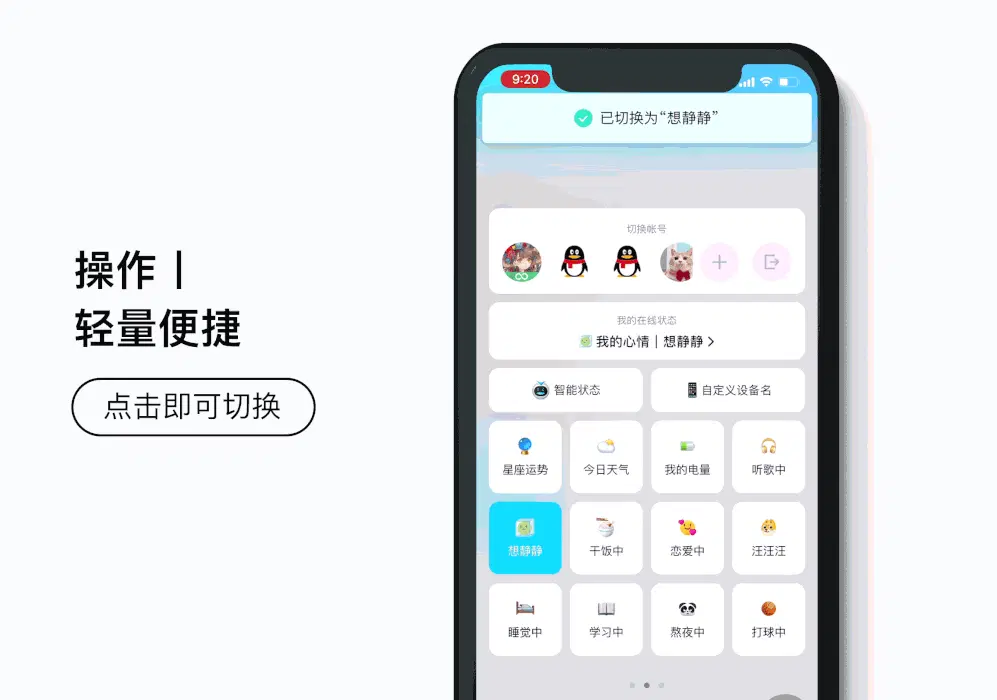 操作丨
轻量便捷
点击即可切换
9:20
已切换为“想静静”
切换帐号
我的在线状态
我的心情丨想静静
智能状态
自定义设备名
星座运势
今日天气
我的电量
听歌中
想静静
干饭中
恋爱中
汪汪汪
睡觉中
学习中
熬夜中
打球中